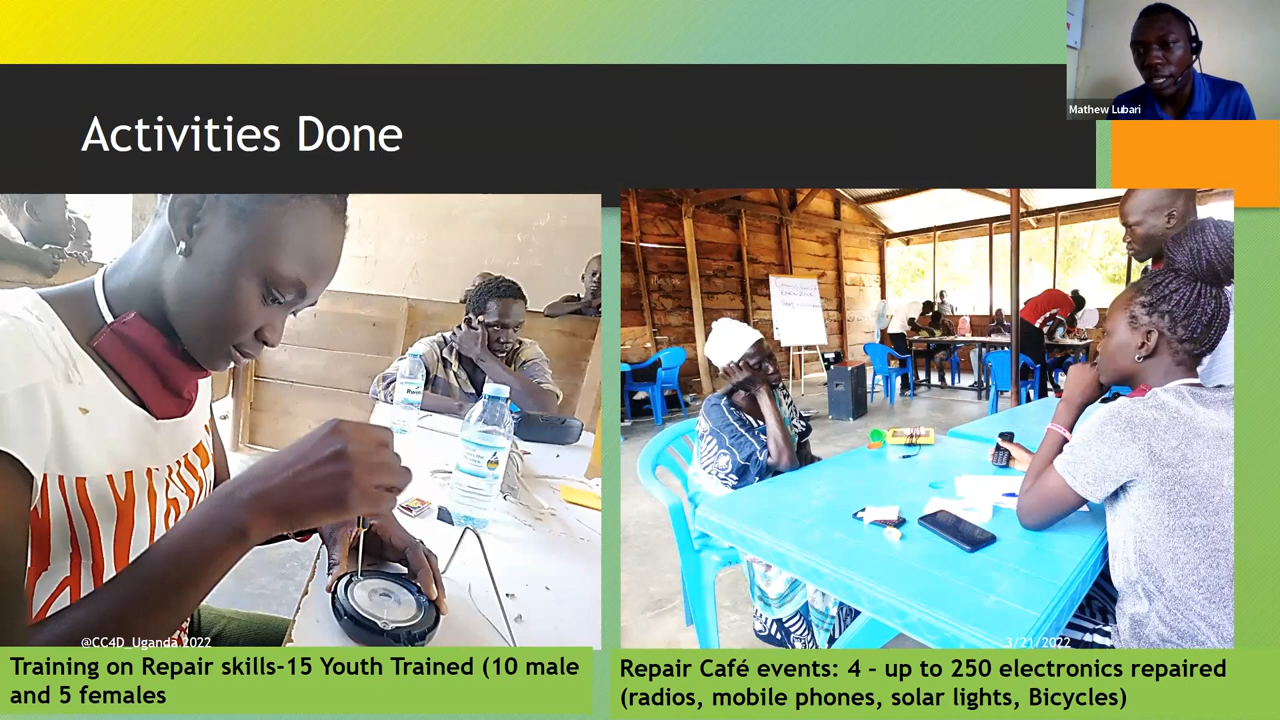 Mathew Lubari
Activities Done
@CC4D_Uganda 2022
3/21/2022
Training on Repair skills-15 Youth Trained (10 male
and 5 females
Repair Café events: 4 – up to 250 electronics repaired
(radios, mobile phones, solar lights, Bicycles)